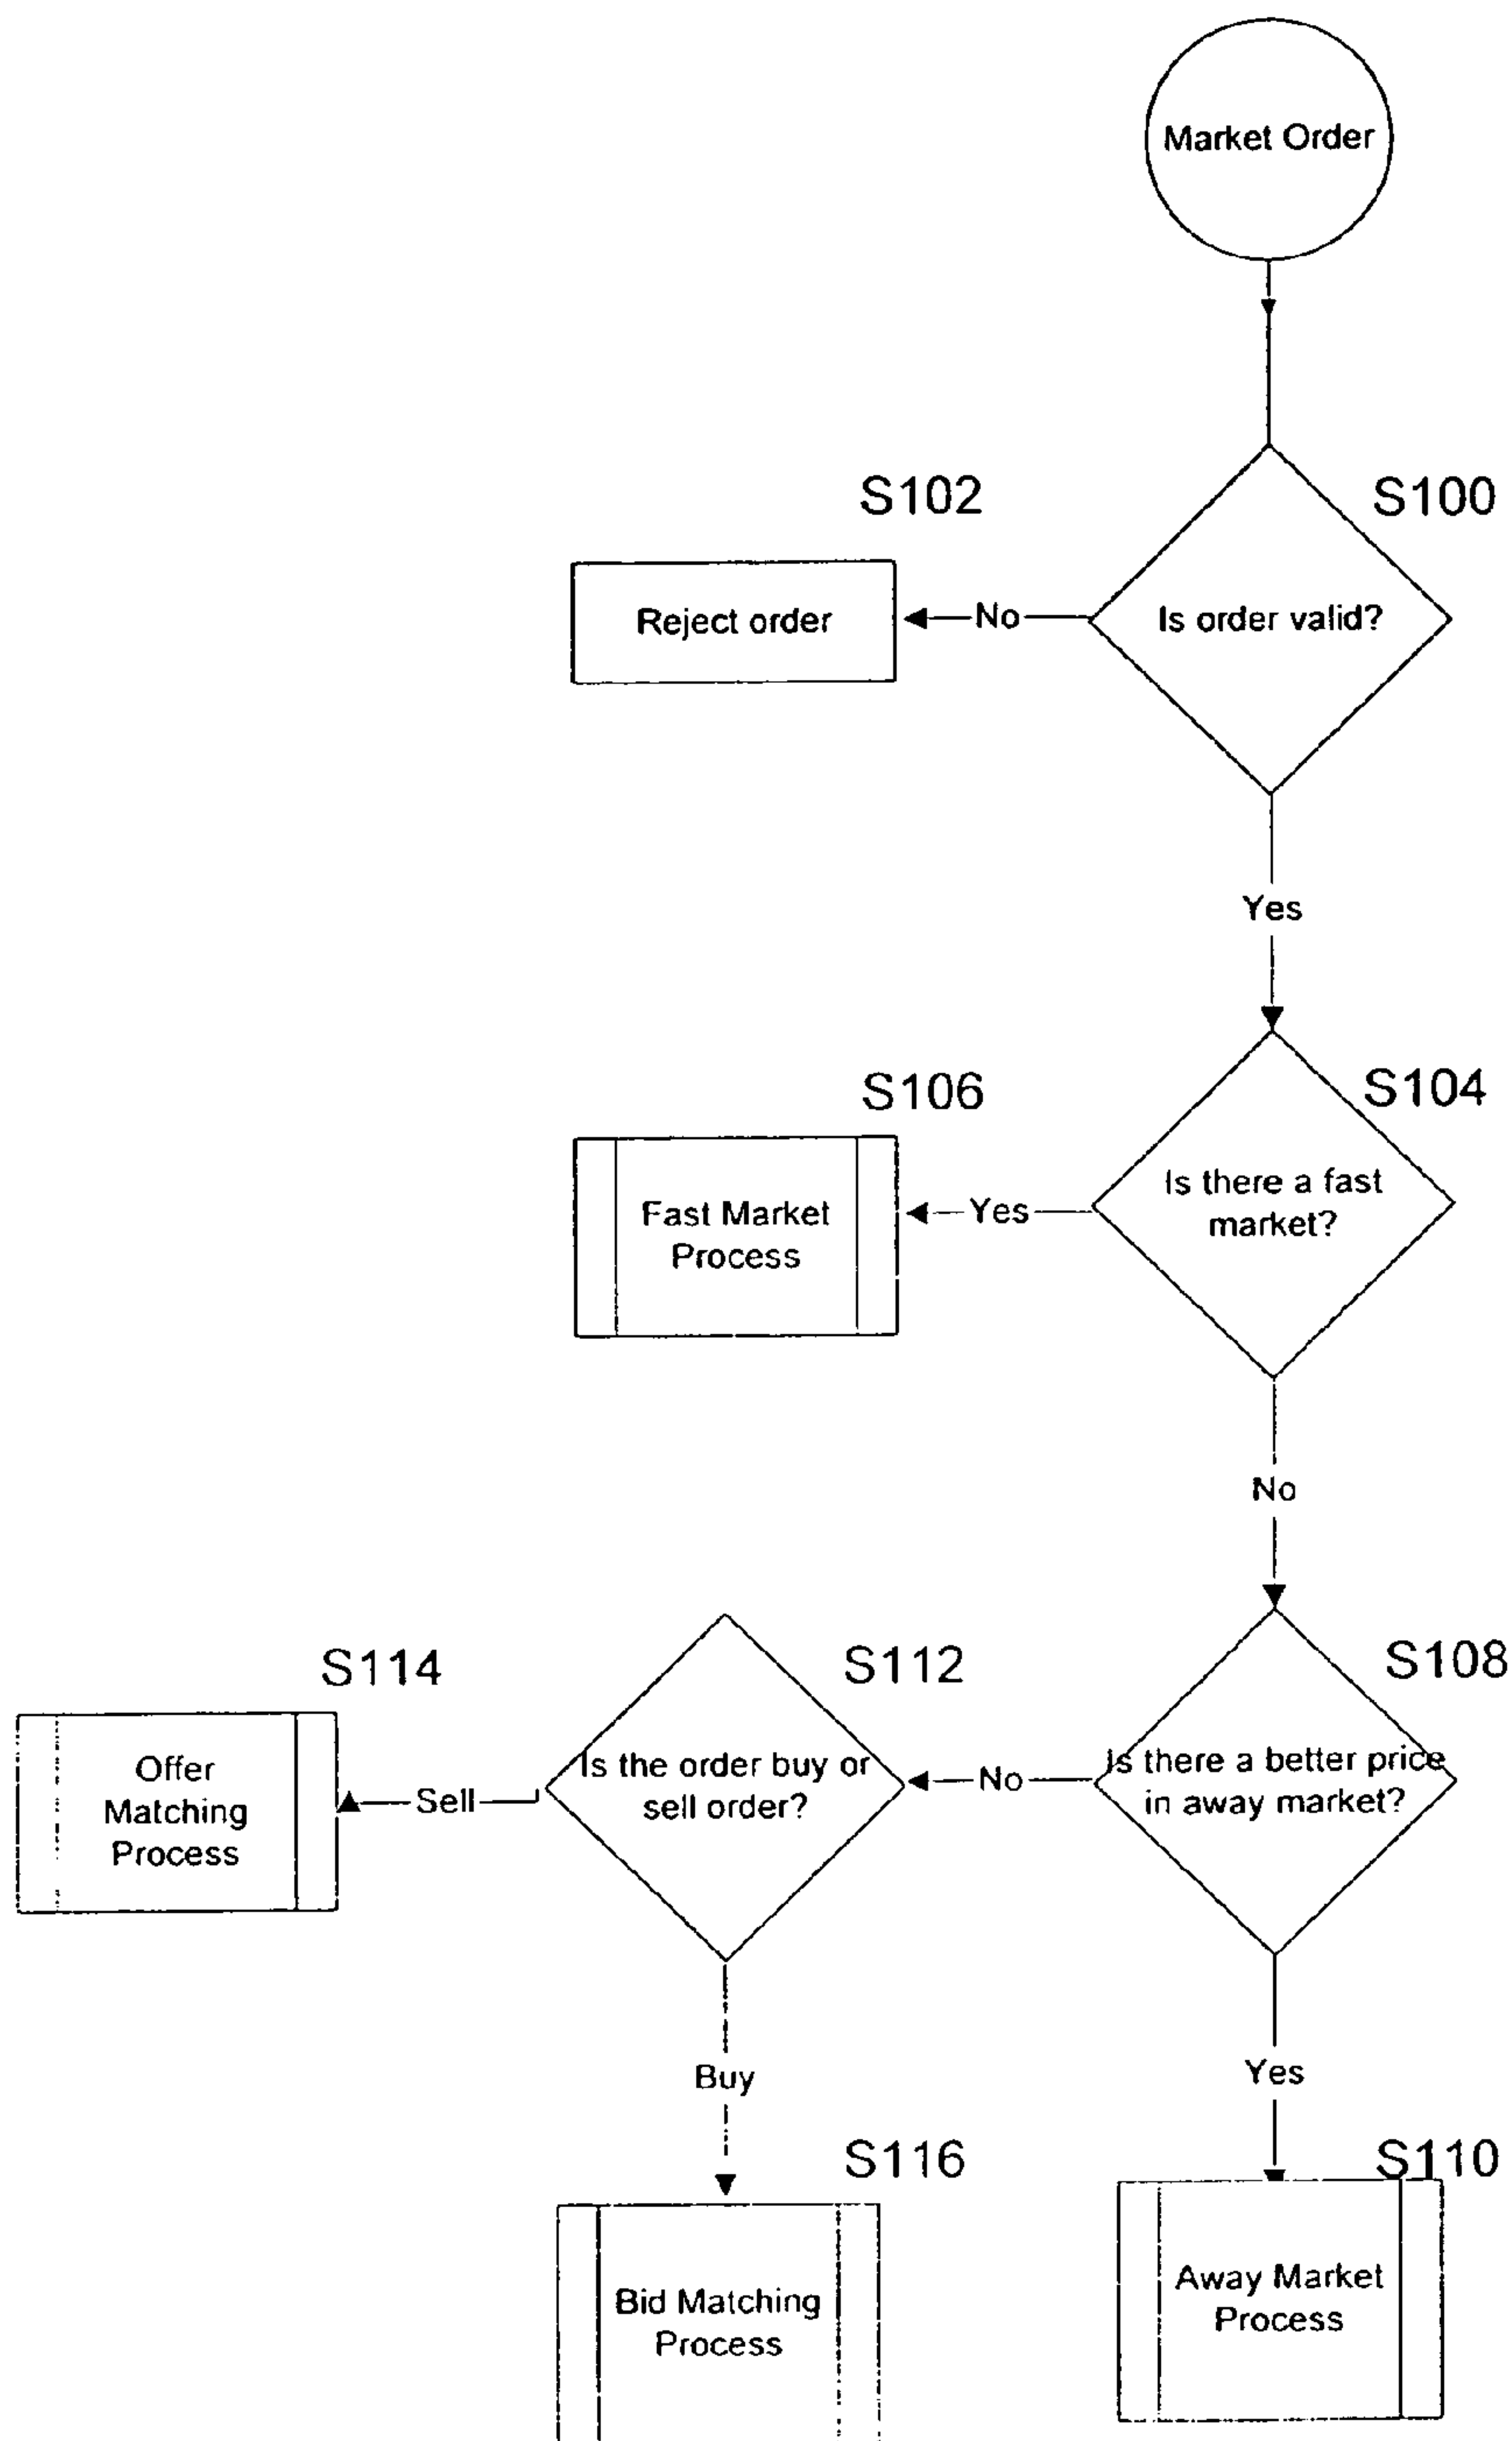 Market Order
S102
S100
Reject order
No
Is order valid?
Yes
S106
S104
Fast Market
Process
Yes
Is there a fast
market?
No
S114
S112
S108
Offer
Matching
Process
Sell
Is the order buy or
sell order?
No
Is there a better price
in away market?
Buy
Yes
S116
S110
Bid Matching
Process
Away Market
Process